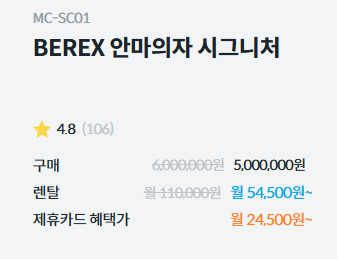 MC-SC01
BEREX 안마의자 시그니처
4.8 (106)
구매 6,000,000원 5,000,000원
렌탈 월 110,000원 월 54,500원~
제휴카드 혜택가 월 24,500원~